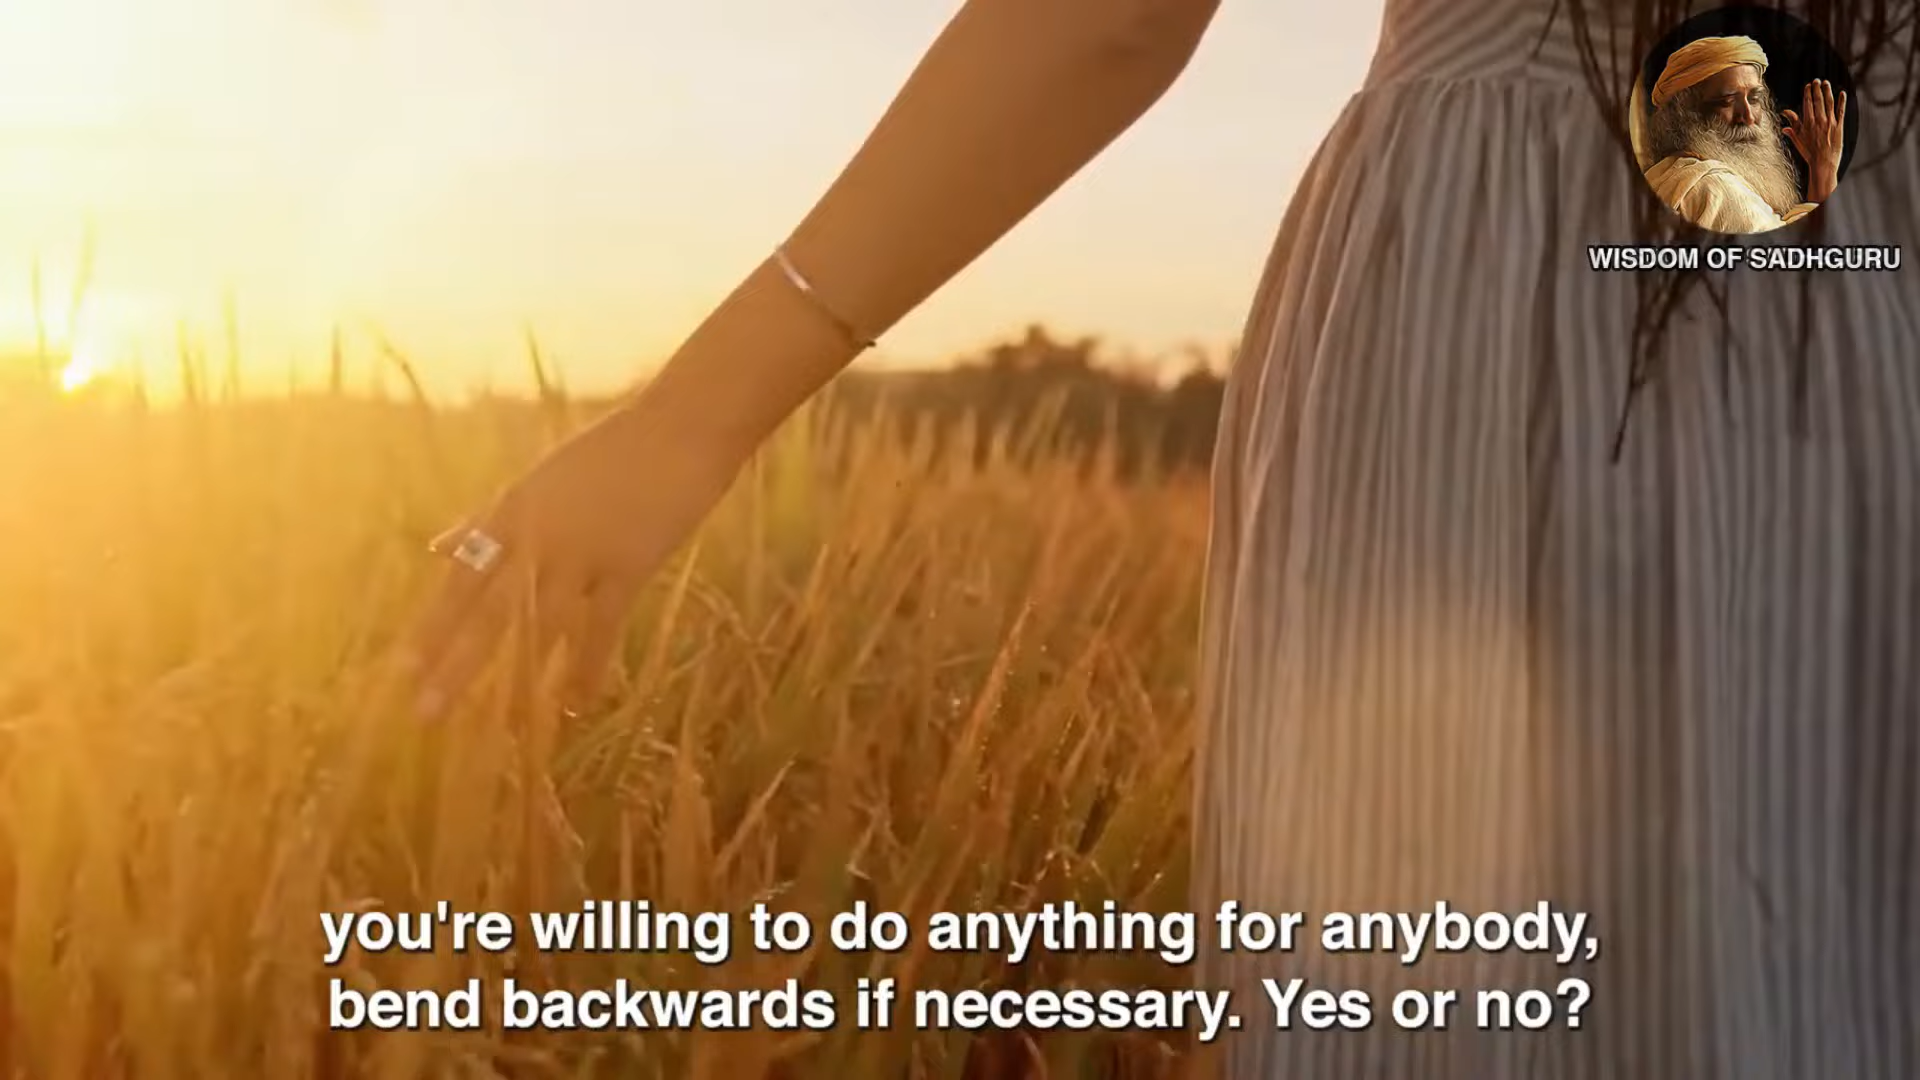 WISDOM OF SADHGURU
you're willing to do anything for anybody,
bend backwards if necessary. Yes or no?